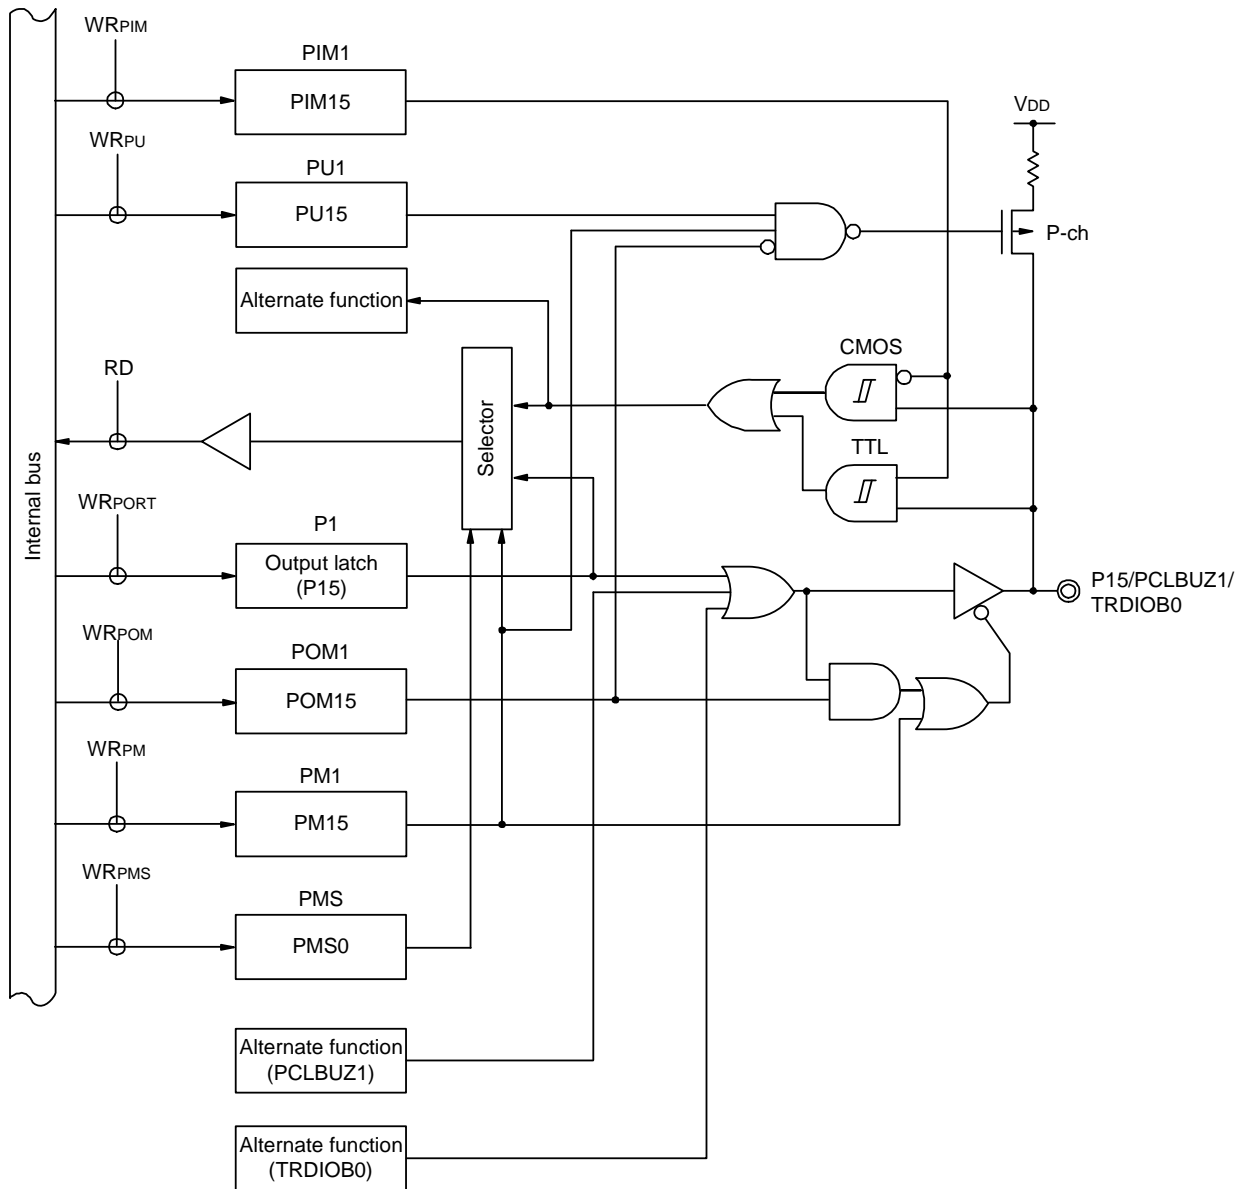 WRPIM
PIM1
PIM15
VDD
WRPU
PU1
PU15
P-ch
Alternate function
CMOS
RD
Selector
TTL
Internal bus
WRPORT
P1
Output latch
(P15)
P15/PCLBUZ1/
TRDIOB0
WRPOM
POM1
POM15
WRPM
PM1
PM15
WRPMS
PMS
PMS0
Alternate function
(PCLBUZ1)
Alternate function
(TRDIOB0)